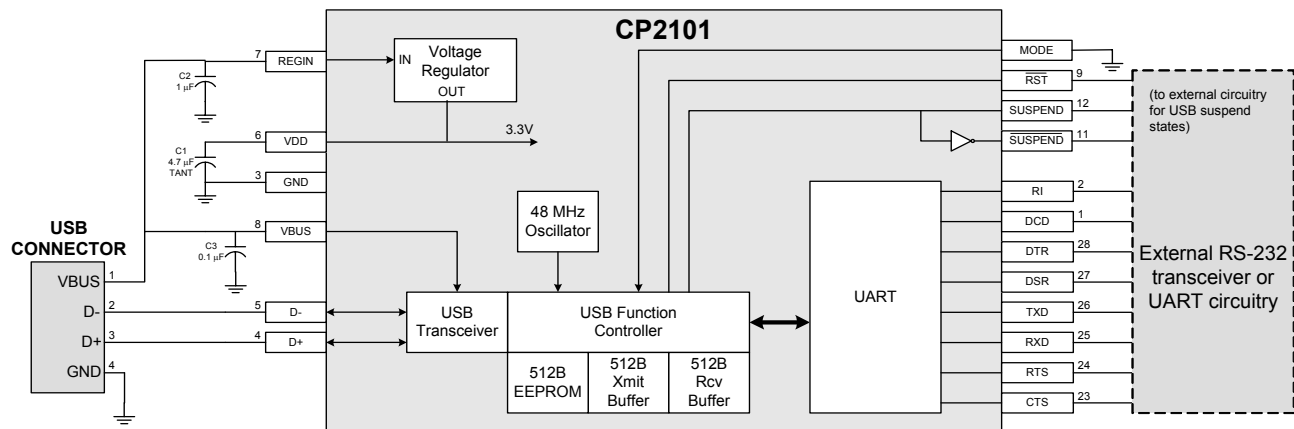 CP2101
7
REGIN
C2
1 μF
IN
Voltage
Regulator
OUT
6
VDD
3.3V
C1
4.7 μF
TANT
3
GND
8
VBUS
C3
0.1 μF
USB
CONNECTOR
VBUS
1
D-
2
D+
3
GND
4
5
D-
4
D+
48 MHz
Oscillator
USB
Transceiver
USB Function
Controller
512B
EEPROM
512B
Xmit
Buffer
512B
Rcv
Buffer
UART
MODE
RST
9
SUSPEND
12
SUSPEND
11
RI
2
DCD
1
DTR
28
DSR
27
TXD
26
RXD
25
RTS
24
CTS
23
(to external circuitry
for USB suspend
states)
External RS-232
transceiver or
UART circuitry